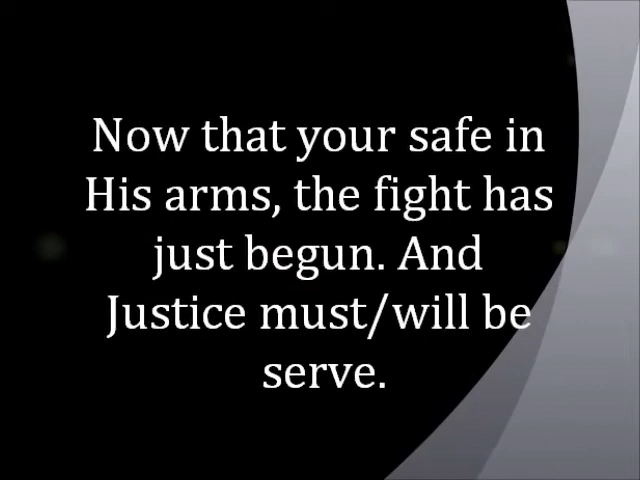 Now that your safe in
His arms, the fight has
just begun. And
Justice must/will be
serve.